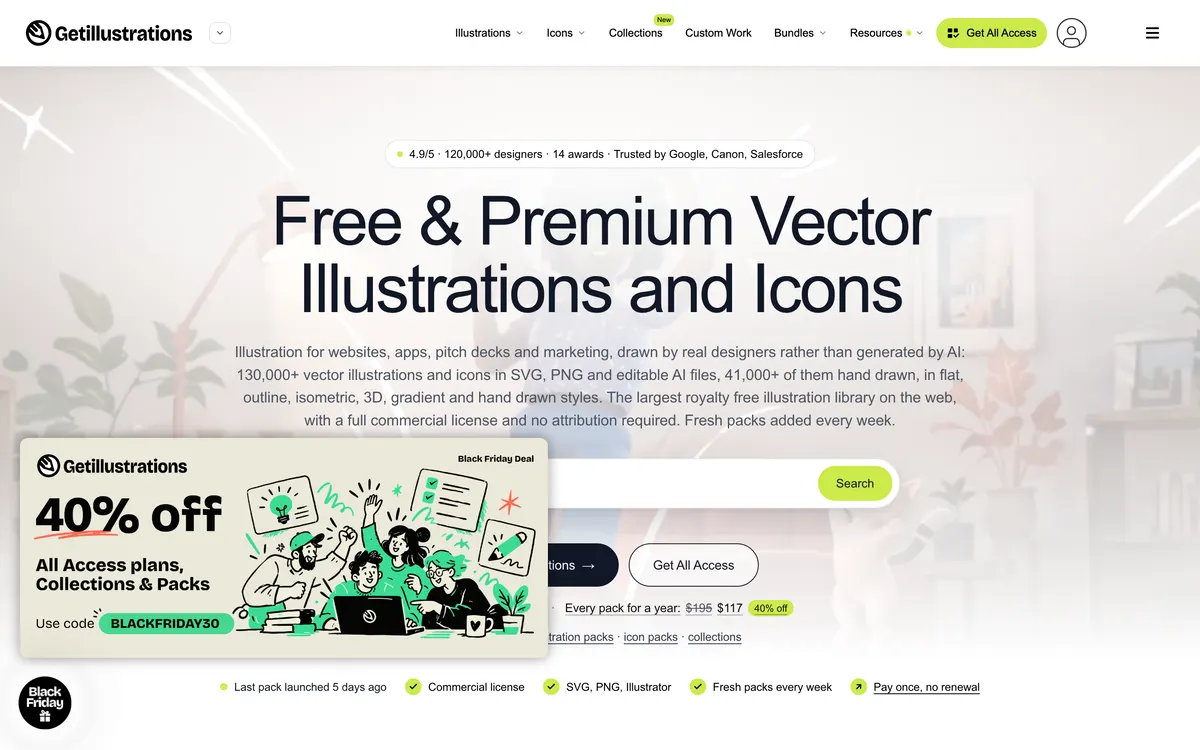 Getillustrations
Illustrations
Icons
Collections
New
Custom Work
Bundles
Resources
Get All Access
4.9/5 · 120,000+ designers · 14 awards · Trusted by Google, Canon, Salesforce
Free & Premium Vector
Illustrations and Icons
Illustration for websites, apps, pitch decks and marketing, drawn by real designers rather than generated by AI:
130,000+ vector illustrations and icons in SVG, PNG and editable AI files, 41,000+ of them hand drawn, in flat,
outline, isometric, 3D, gradient and hand drawn styles. The largest royalty free illustration library on the web,
with a full commercial license and no attribution required. Fresh packs added every week.
Search
Getillustrations
Black Friday Deal
40% off
All Access plans,
Collections & Packs
Use code BLACKFRIDAY30
tions →
Get All Access
· Every pack for a year: $195 $117 40% off
tration packs · icon packs · collections
Last pack launched 5 days ago
Commercial license
SVG, PNG, Illustrator
Fresh packs every week
Pay once, no renewal
Black
Friday